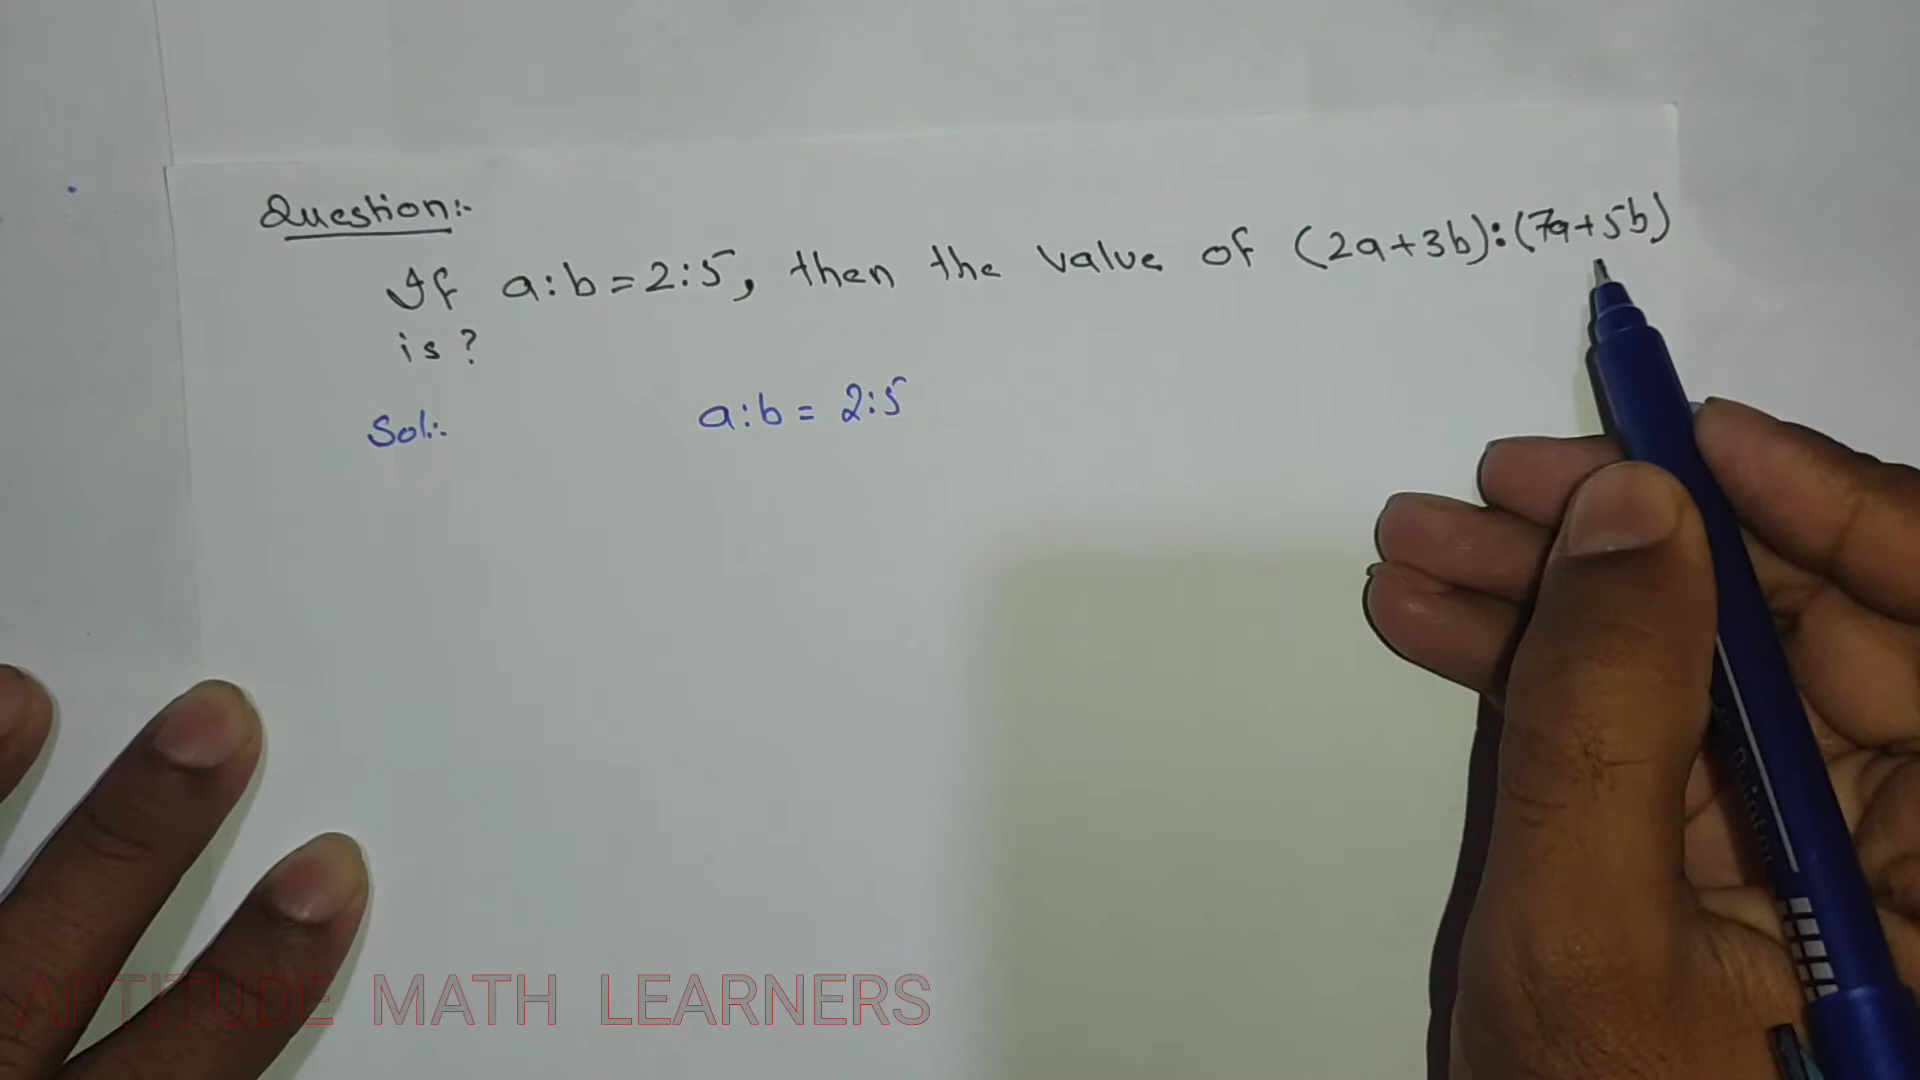 Question:-
If a:b=2:5, then the value of (2a+3b):(7a+5b)
is?
Sol:- a:b= 2:5
APTITUDE MATH LEARNERS